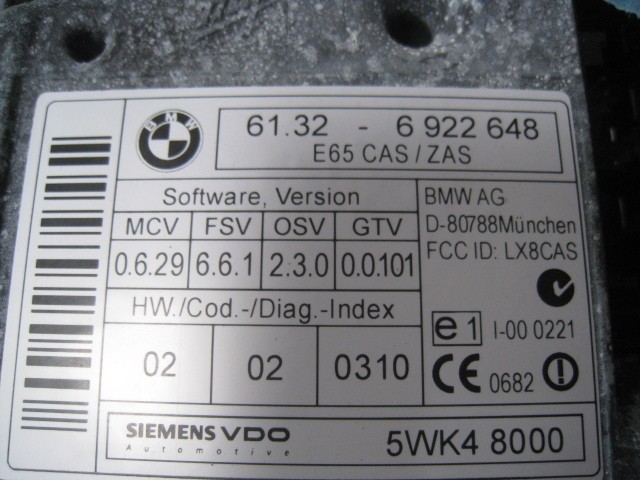 BMW
61.32 - 6 922 648
E65 CAS / ZAS
Software, Version
MCV FSV OSV GTV
0.6.29 6.6.1 2.3.0 0.0.101
HW./Cod.-/Diag.-Index
02 02 0310
BMW AG
D-80788München
FCC ID: LX8CAS
e1 I-00 0221
CE 0682
SIEMENS VDO
Automotive
5WK4 8000